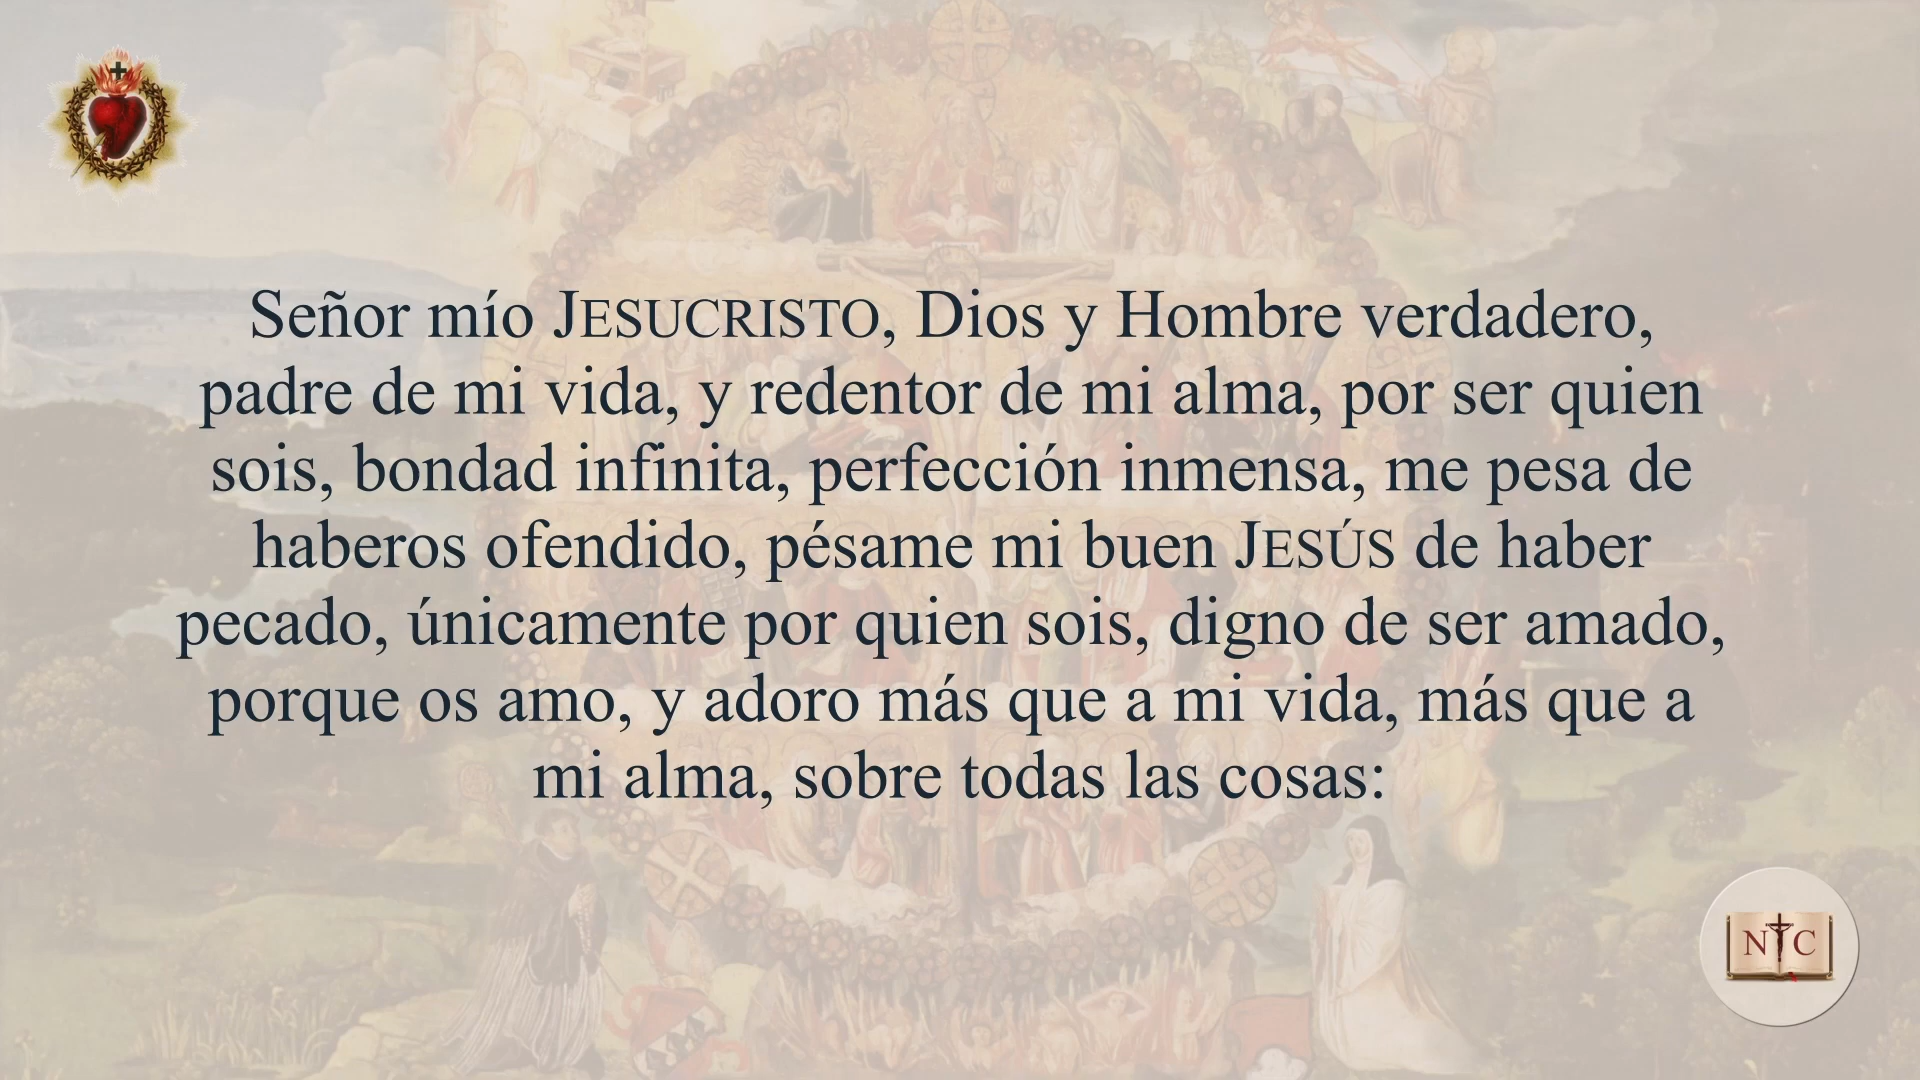 Señor mío JESUCRISTO, Dios y Hombre verdadero,
padre de mi vida, y redentor de mi alma, por ser quien
sois, bondad infinita, perfección inmensa, me pesa de
haberos ofendido, pésame mi buen JESÚS de haber
pecado, únicamente por quien sois, digno de ser amado,
porque os amo, y adoro más que a mi vida, más que a
mi alma, sobre todas las cosas:
N C